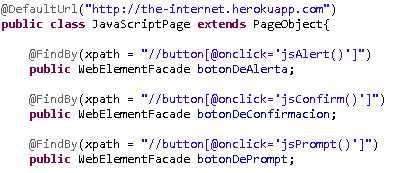 @DefaultUrl("http://the-internet.herokuapp.com")
public class JavaScriptPage extends PageObject{
@FindBy(xpath = "//button[@onclick='jsAlert()']")
public WebElementFacade botonDeAlerta;
@FindBy(xpath = "//button[@onclick='jsConfirm()']")
public WebElementFacade botonDeConfirmacion;
@FindBy(xpath = "//button[@onclick='jsPrompt()']")
public WebElementFacade botonDePrompt;